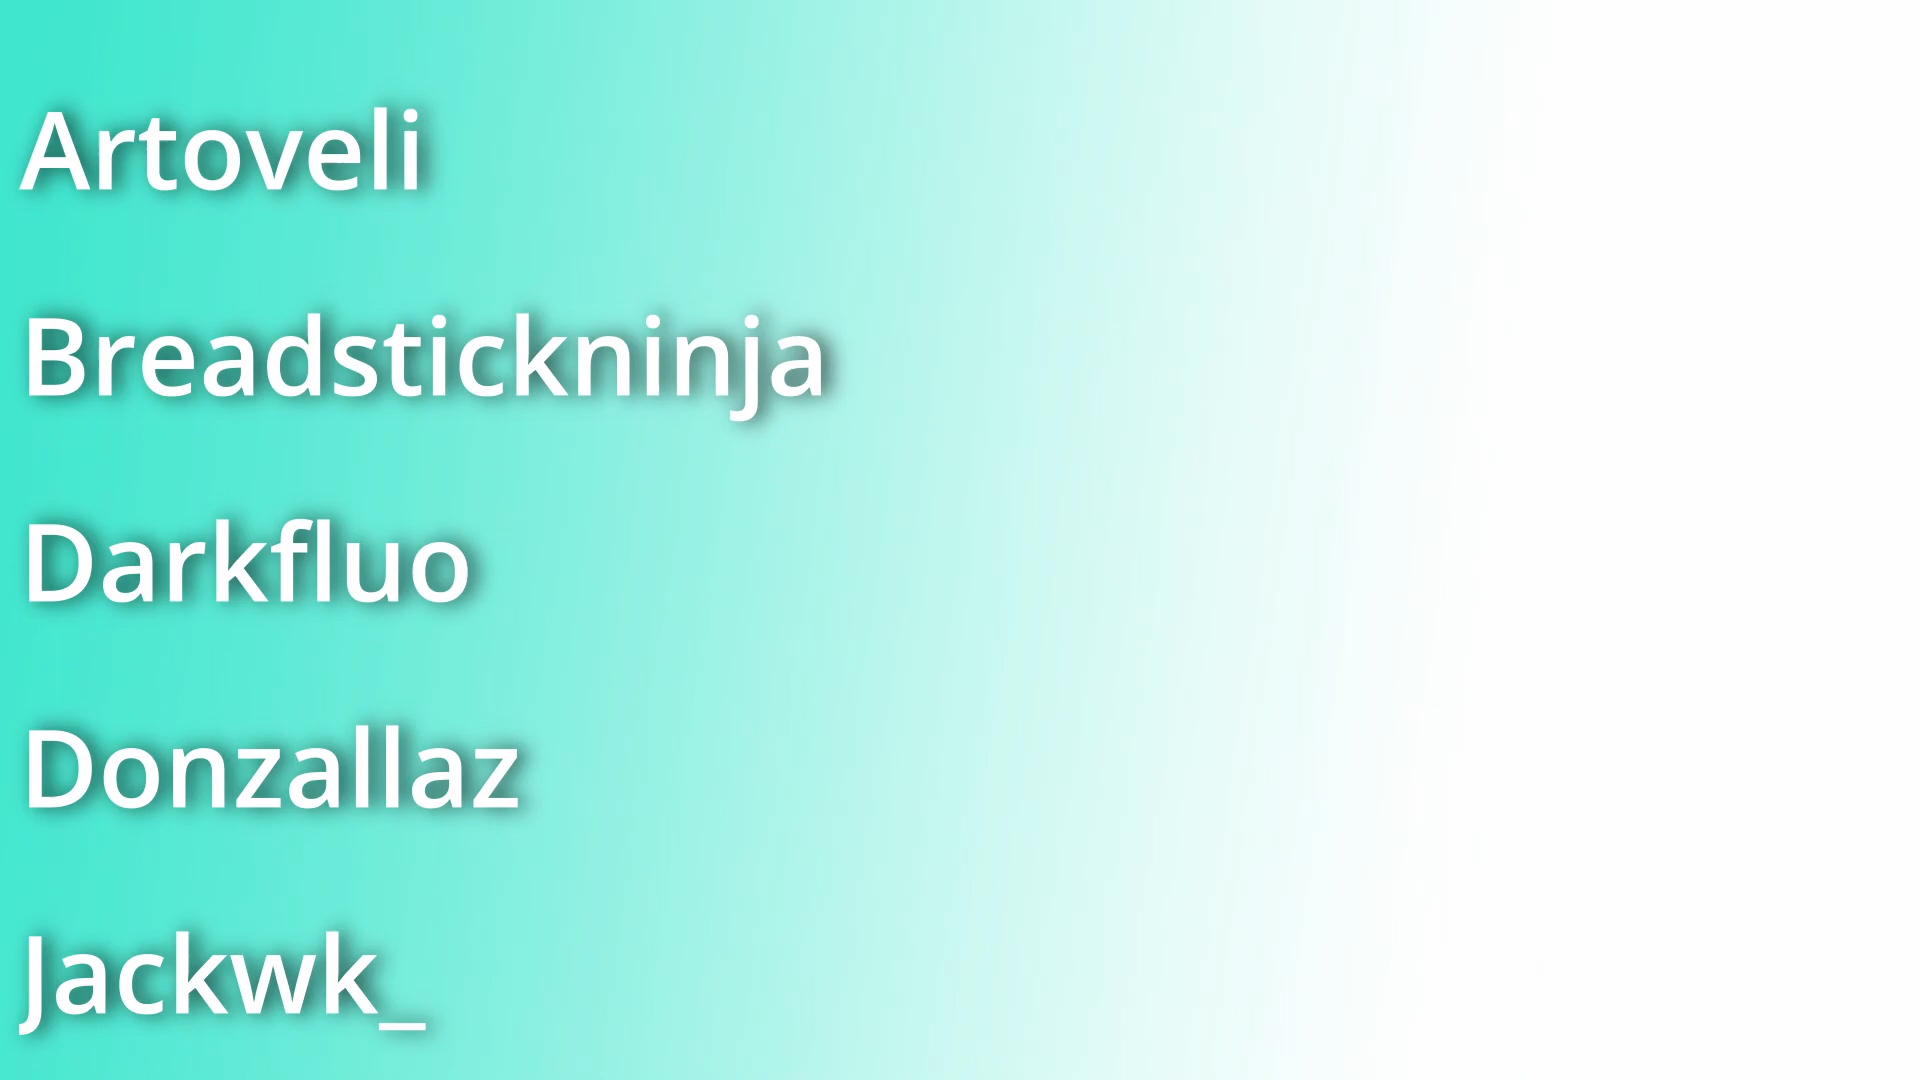 Artoveli
Breadstickninja
Darkfluo
Donzallaz
Jackwk_